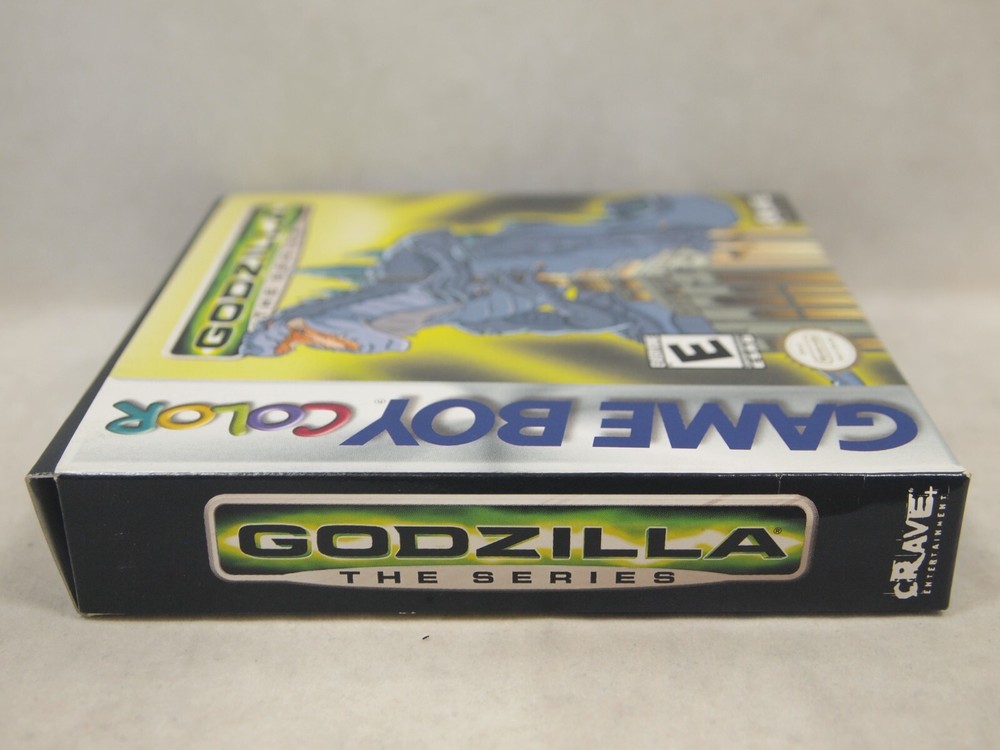 GODZILLA
THE SERIES
E
GAME BOY COLOR®
GODZILLA®
THE SERIES
CRAVE
ENTERTAINMENT